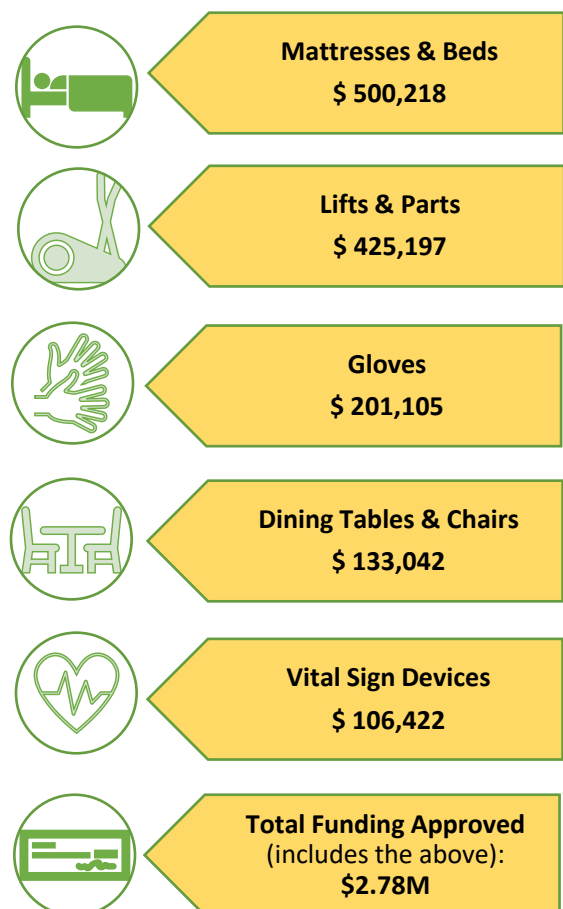 Mattresses & Beds
$ 500,218
Lifts & Parts
$ 425,197
Gloves
$ 201,105
Dining Tables & Chairs
$ 133,042
Vital Sign Devices
$ 106,422
Total Funding Approved
(includes the above):
$2.78M